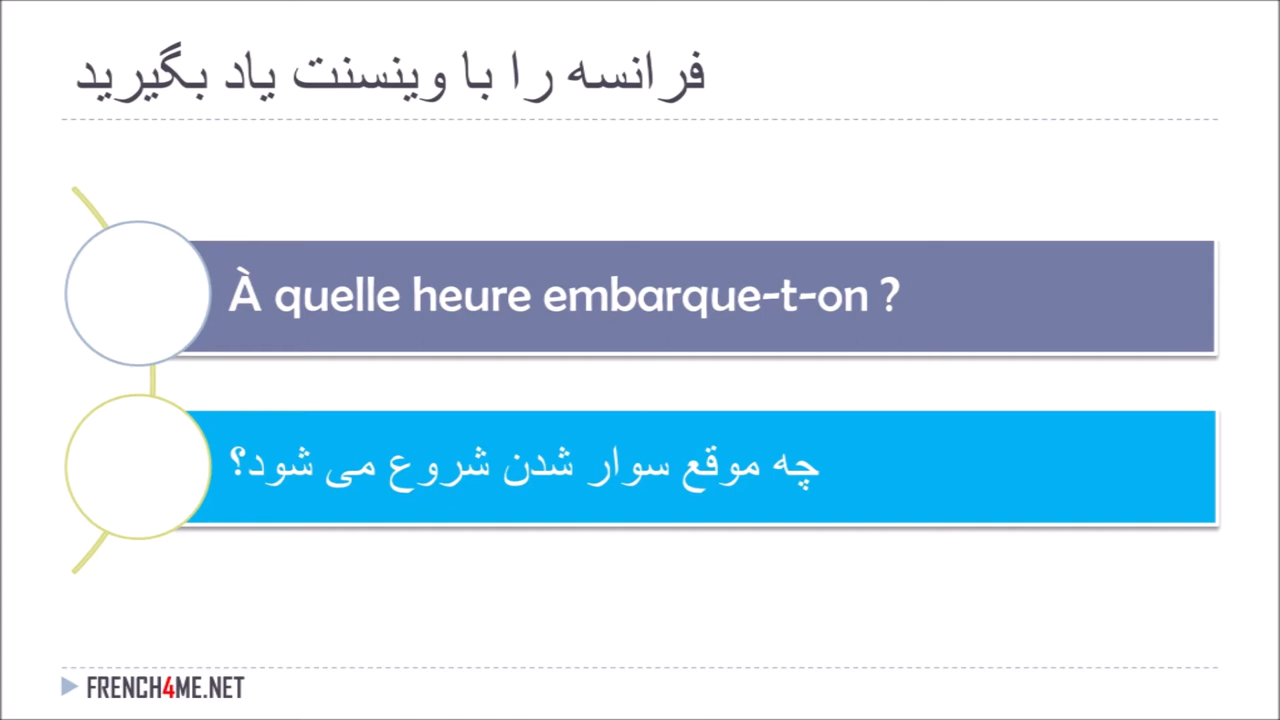 فرانسه را با وینسنت یاد بگیرید
À quelle heure embarque-t-on ?
چه موقع سوار شدن شروع می شود؟
FRENCH4ME.NET